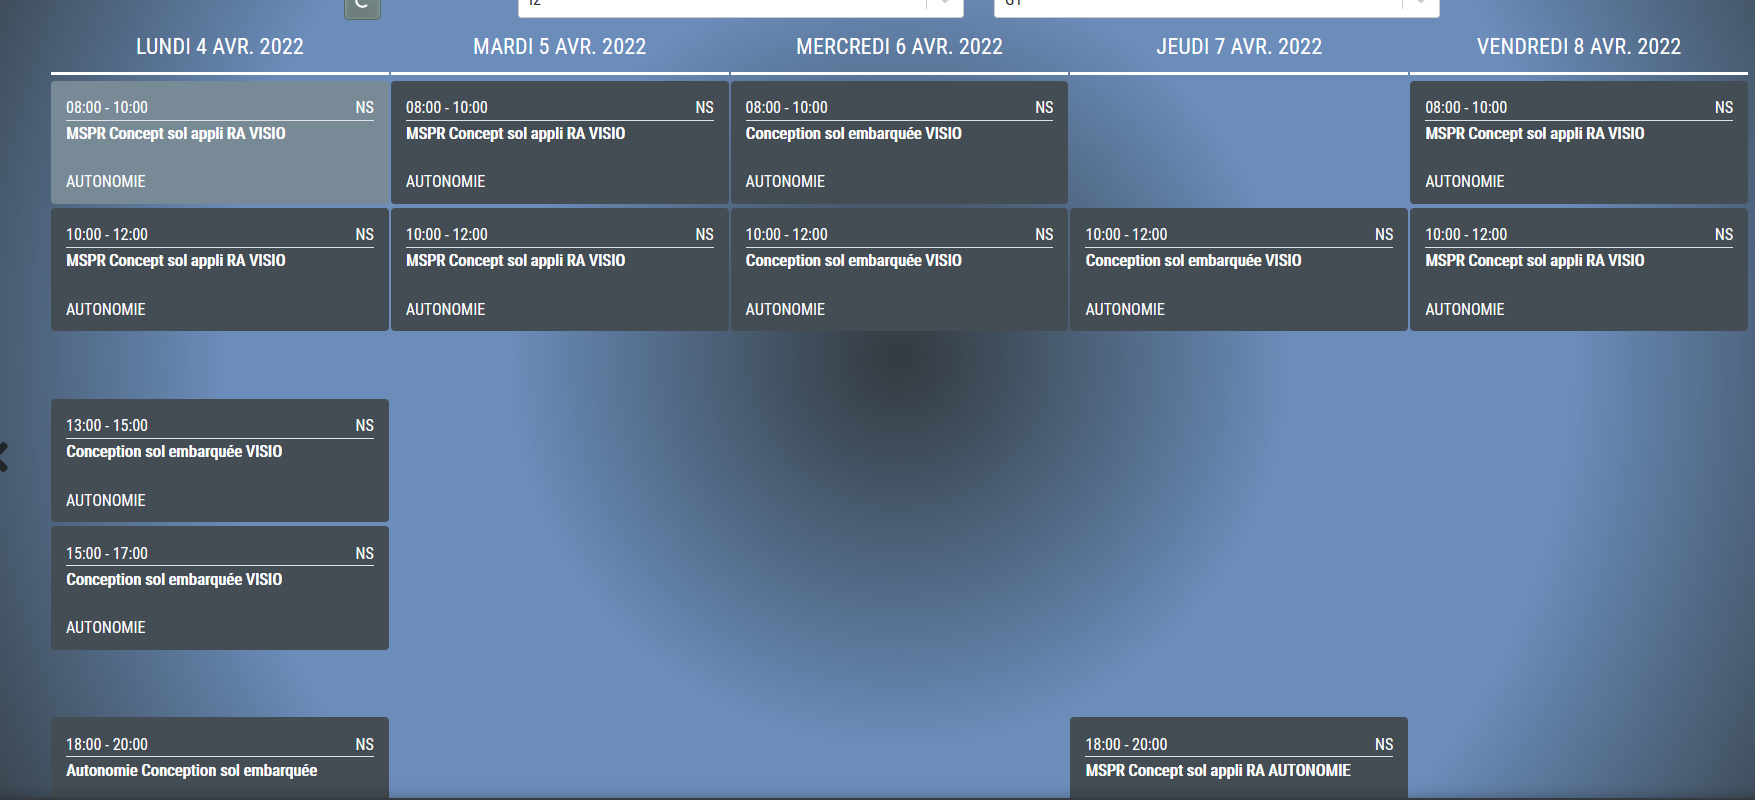 12
G1
LUNDI 4 AVR. 2022
MARDI 5 AVR. 2022
MERCREDI 6 AVR. 2022
JEUDI 7 AVR. 2022
VENDREDI 8 AVR. 2022
08:00 - 10:00 NS
MSPR Concept sol appli RA VISIO
AUTONOMIE
08:00 - 10:00 NS
MSPR Concept sol appli RA VISIO
AUTONOMIE
08:00 - 10:00 NS
Conception sol embarquée VISIO
AUTONOMIE
08:00 - 10:00 NS
MSPR Concept sol appli RA VISIO
AUTONOMIE
10:00 - 12:00 NS
MSPR Concept sol appli RA VISIO
AUTONOMIE
10:00 - 12:00 NS
MSPR Concept sol appli RA VISIO
AUTONOMIE
10:00 - 12:00 NS
Conception sol embarquée VISIO
AUTONOMIE
10:00 - 12:00 NS
Conception sol embarquée VISIO
AUTONOMIE
10:00 - 12:00 NS
MSPR Concept sol appli RA VISIO
AUTONOMIE
13:00 - 15:00 NS
Conception sol embarquée VISIO
AUTONOMIE
15:00 - 17:00 NS
Conception sol embarquée VISIO
AUTONOMIE
18:00 - 20:00 NS
Autonomie Conception sol embarquée
18:00 - 20:00 NS
MSPR Concept sol appli RA AUTONOMIE